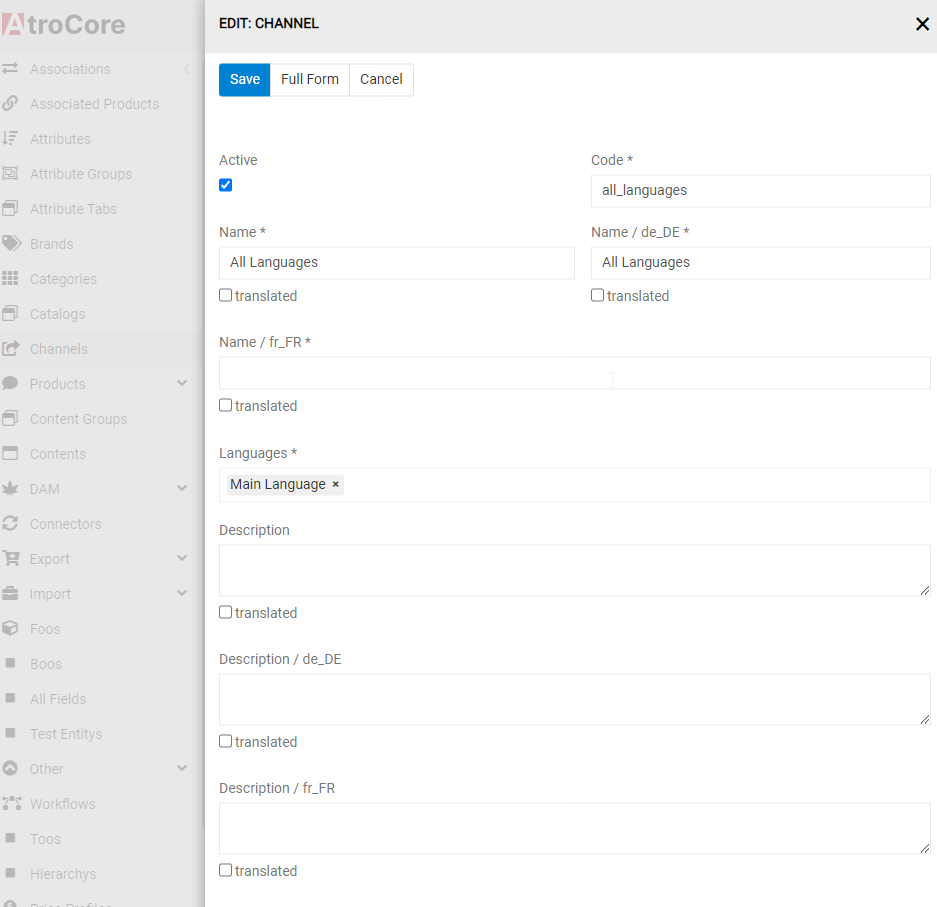 AtroCore
Associations
Associated Products
Attributes
Attribute Groups
Attribute Tabs
Brands
Categories
Catalogs
Channels
Products
Content Groups
Contents
DAM
Connectors
Export
Import
Foos
Boos
All Fields
Test Entitys
Other
Workflows
Toos
Hierarchys
Price Profiles
EDIT: CHANNEL
Save Full Form Cancel
Active
Code *
all_languages
Name *
All Languages
translated
Name / de_DE *
All Languages
translated
Name / fr_FR *
translated
Languages *
Main Language ×
Description
translated
Description / de_DE
translated
Description / fr_FR
translated